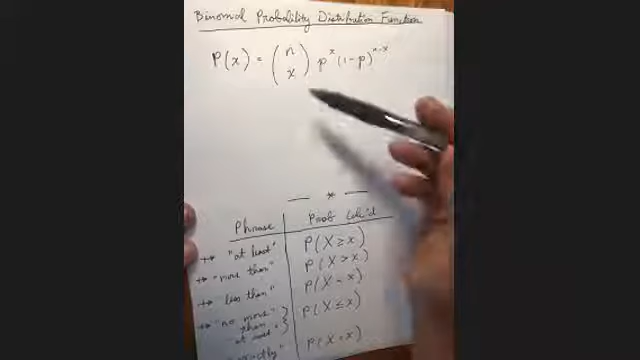 Binomial Probability Distribution Function
P(x) = (n x) p^x (1-p)^n-x
— * —
Phrase Prob Calc'd
"at least" P(X ≥ x)
"more than" P(X > x)
"less than" P(X < x)
"no more than" P(X ≤ x)
"at most"
"exactly" P(X = x)